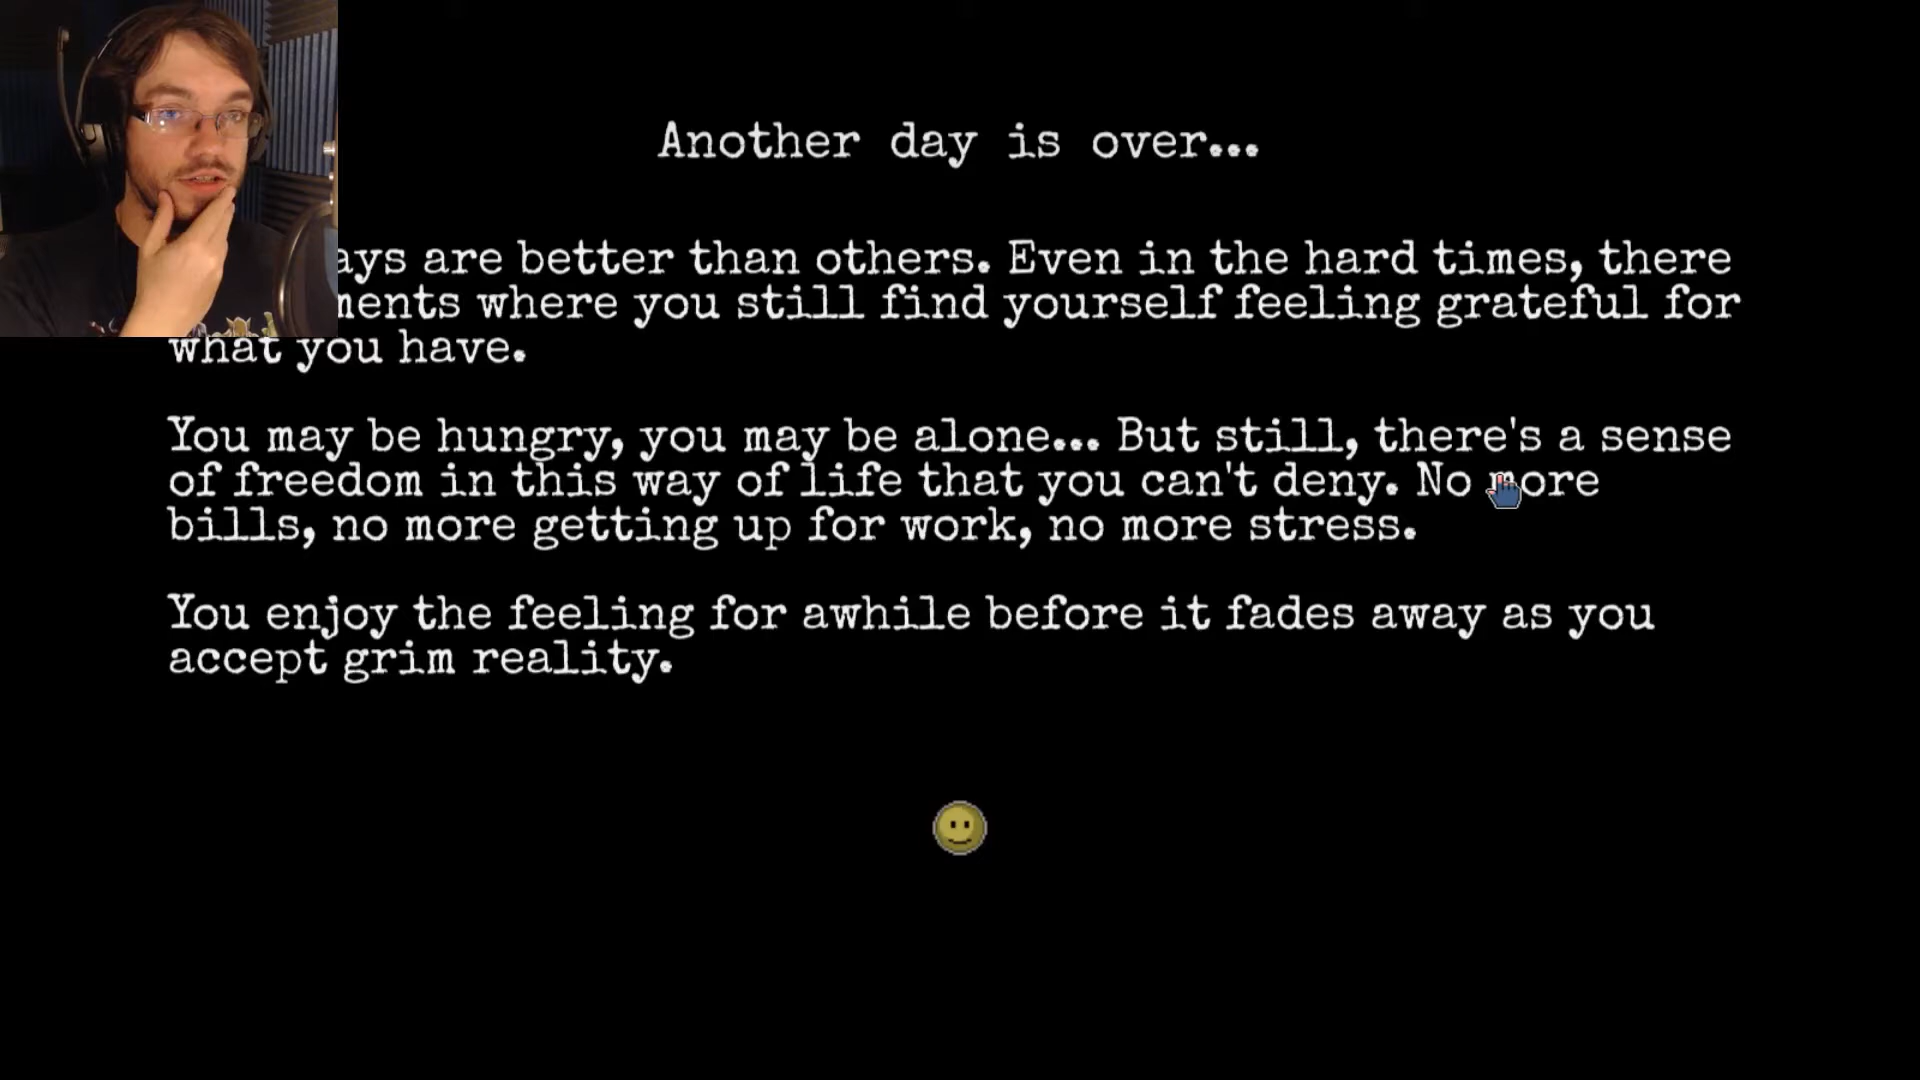 Another day is over...
ays are better than others. Even in the hard times, there
ments where you still find yourself feeling grateful for
what you have.
You may be hungry, you may be alone... But still, there's a sense
of freedom in this way of life that you can't deny. No more
bills, no more getting up for work, no more stress.
You enjoy the feeling for awhile before it fades away as you
accept grim reality.